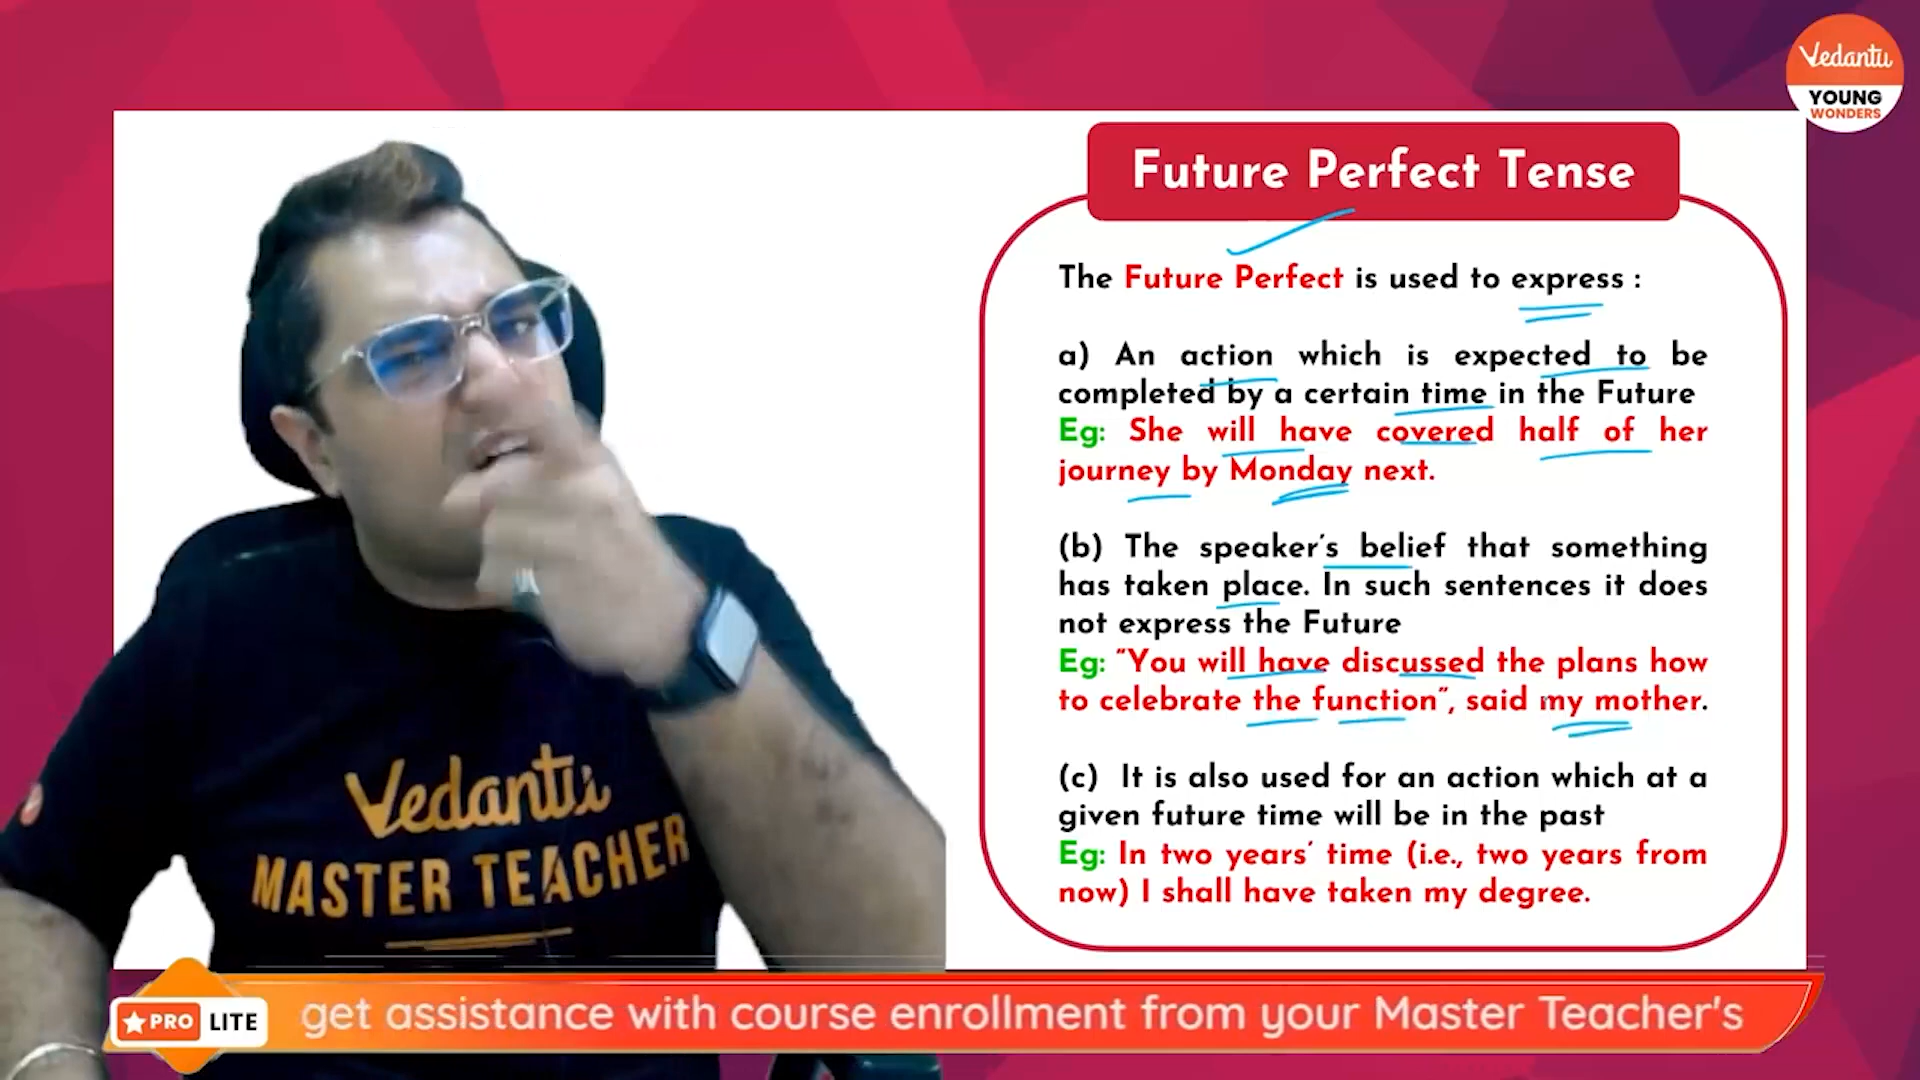 Vedantu
YOUNG
WONDERS
Future Perfect Tense
The Future Perfect is used to express :
a) An action which is expected to be
completed by a certain time in the Future
Eg: She will have covered half of her
journey by Monday next.
(b) The speaker's belief that something
has taken place. In such sentences it does
not express the Future
Eg: “You will have discussed the plans how
to celebrate the function”, said my mother.
(c) It is also used for an action which at a
given future time will be in the past
Eg: In two years' time (i.e., two years from
now) I shall have taken my degree.
Vedantu
MASTER TEACHER
PRO LITE
get assistance with course enrollment from your Master Teacher's